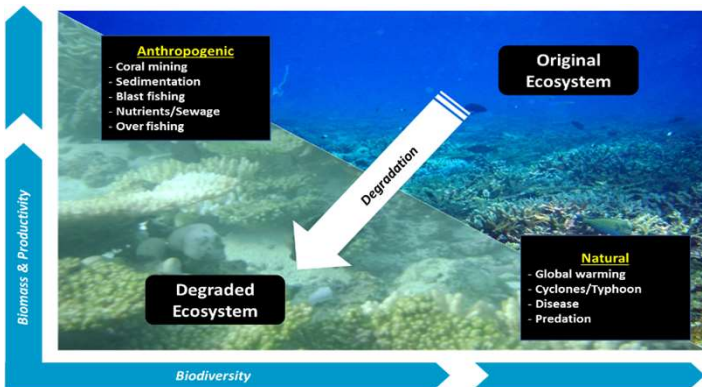 Anthropogenic
- Coral mining
- Sedimentation
- Blast fishing
- Nutrients/Sewage
- Over fishing
Original
Ecosystem
Degradation
Degraded
Ecosystem
Natural
- Global warming
- Cyclones/Typhoon
- Disease
- Predation
Biomass & Productivity
Biodiversity